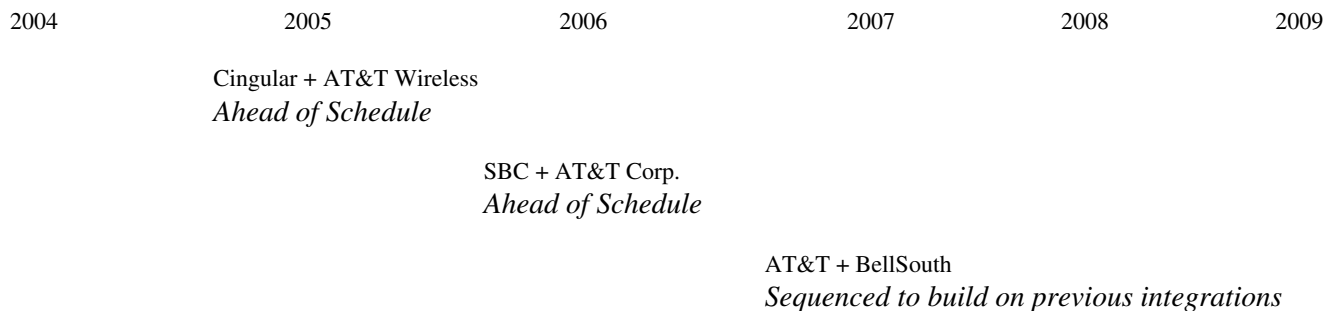 2004 2005 2006 2007 2008 2009
Cingular + AT&T Wireless
Ahead of Schedule
SBC + AT&T Corp.
Ahead of Schedule
AT&T + BellSouth
Sequenced to build on previous integrations